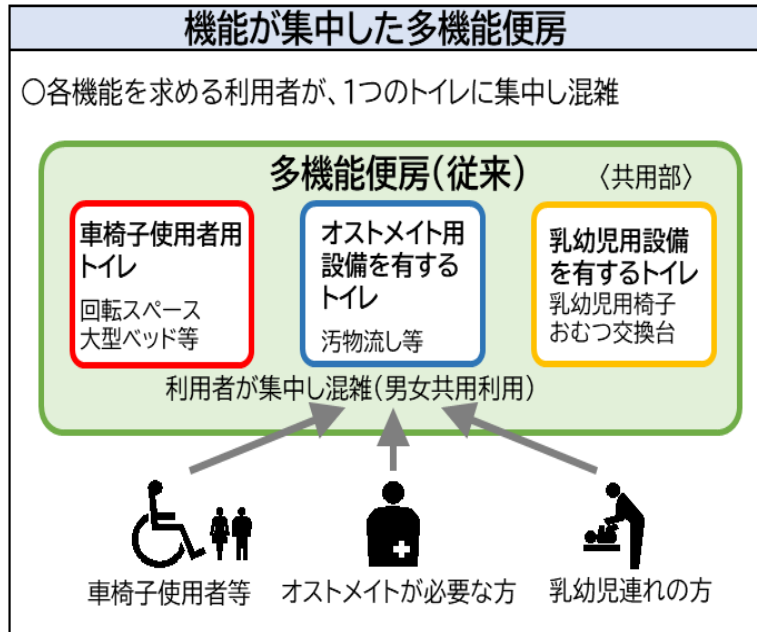 機能が集中した多機能便房
〇各機能を求める利用者が、1つのトイレに集中し混雑
多機能便房(従来)
〈共用部〉
車椅子使用者用
トイレ
回転スペース
大型ベッド等
オストメイト用
設備を有する
トイレ
汚物流し等
乳幼児用設備
を有するトイレ
乳幼児用椅子
おむつ交換台
利用者が集中し混雑(男女共用利用)
車椅子使用者等
オストメイトが必要な方
乳幼児連れの方